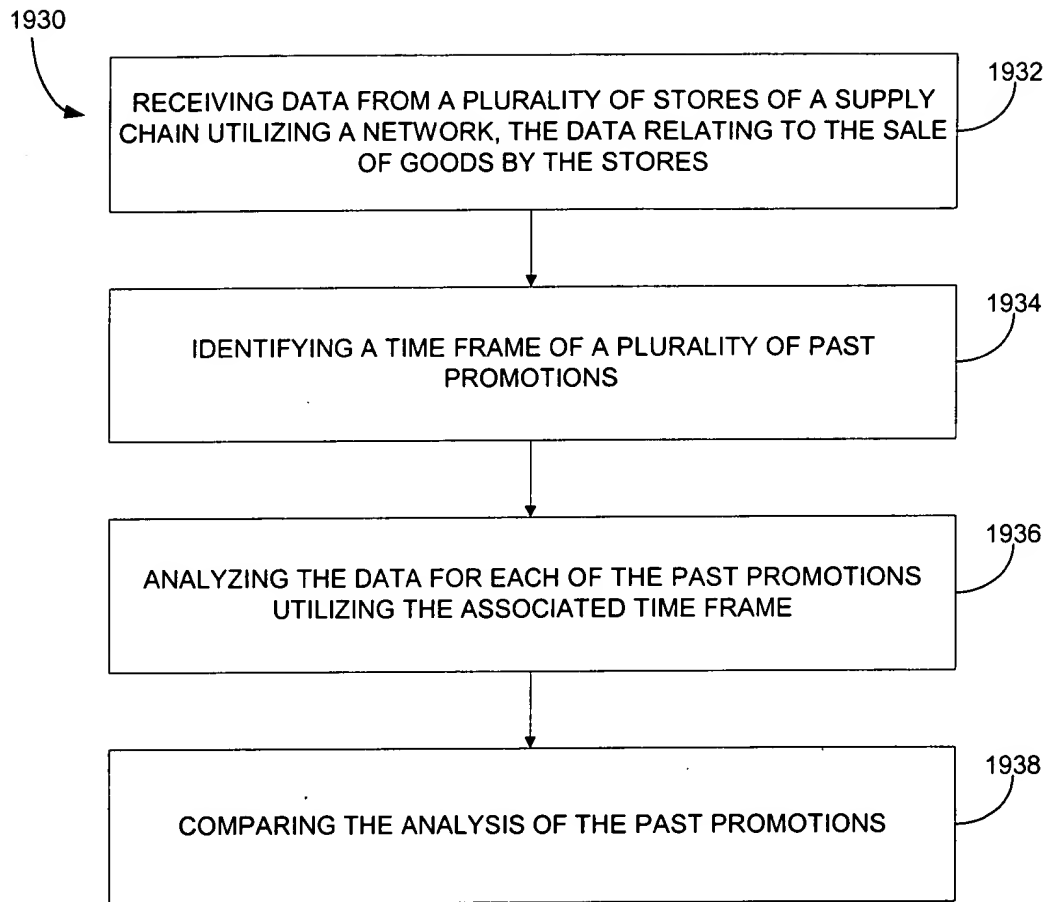 1930
1932
RECEIVING DATA FROM A PLURALITY OF STORES OF A SUPPLY
CHAIN UTILIZING A NETWORK, THE DATA RELATING TO THE SALE
OF GOODS BY THE STORES
1934
IDENTIFYING A TIME FRAME OF A PLURALITY OF PAST
PROMOTIONS
1936
ANALYZING THE DATA FOR EACH OF THE PAST PROMOTIONS
UTILIZING THE ASSOCIATED TIME FRAME
1938
COMPARING THE ANALYSIS OF THE PAST PROMOTIONS